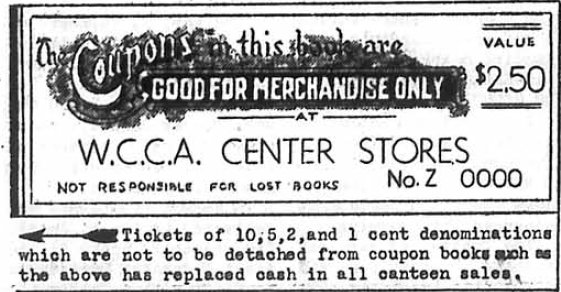 The Coupons in this book are
VALUE
GOOD FOR MERCHANDISE ONLY
$2.50
AT
W.C.C.A. CENTER STORES
NOT RESPONSIBLE FOR LOST BOOKS No. Z 0000
Tickets of 10,5,2,and 1 cent denominations
which are not to be detached from coupon books such as
the above has replaced cash in all canteen sales.